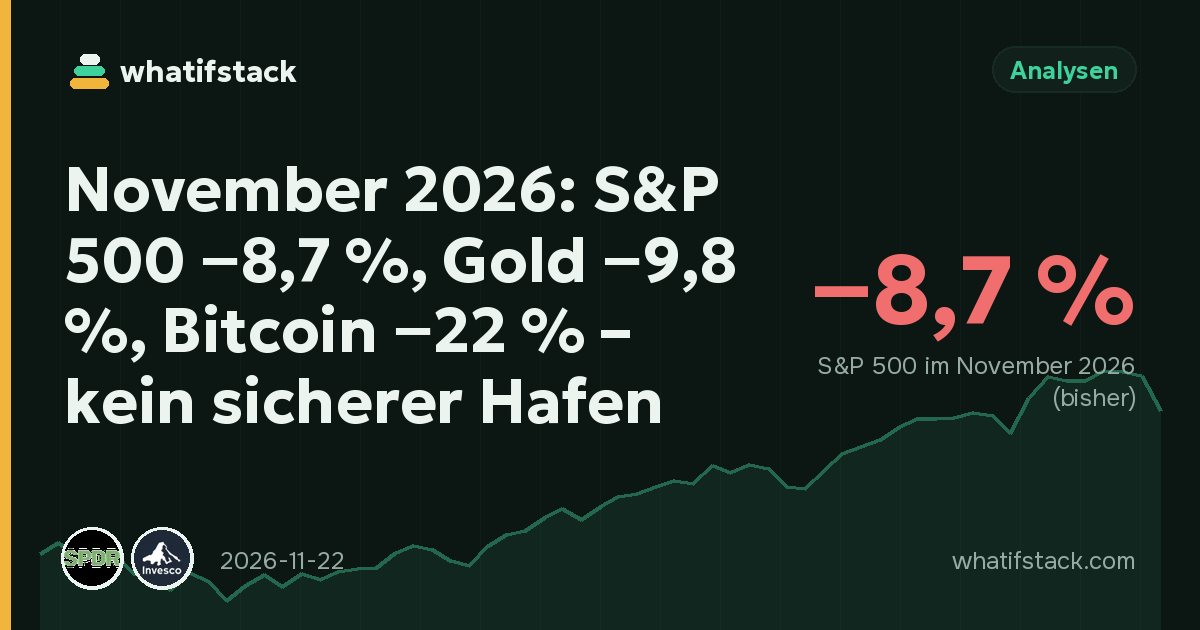 whatifstack
Analysen
November 2026: S&P
500 −8,7 %, Gold −9,8
%, Bitcoin −22 % –
kein sicherer Hafen
−8,7 %
S&P 500 im November 2026
(bisher)
SPDR
Invesco
2026-11-22
whatifstack.com